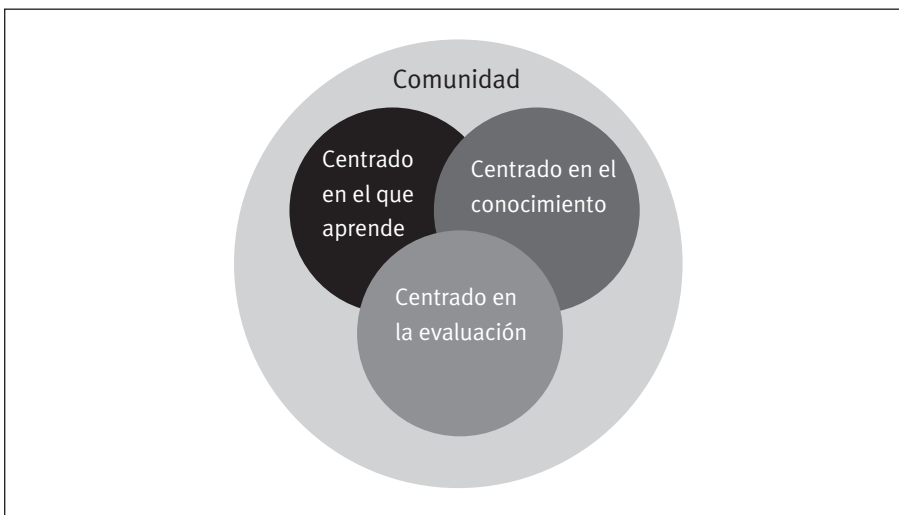 Comunidad
Centrado
en el que
aprende
Centrado en el
conocimiento
Centrado en
la evaluación